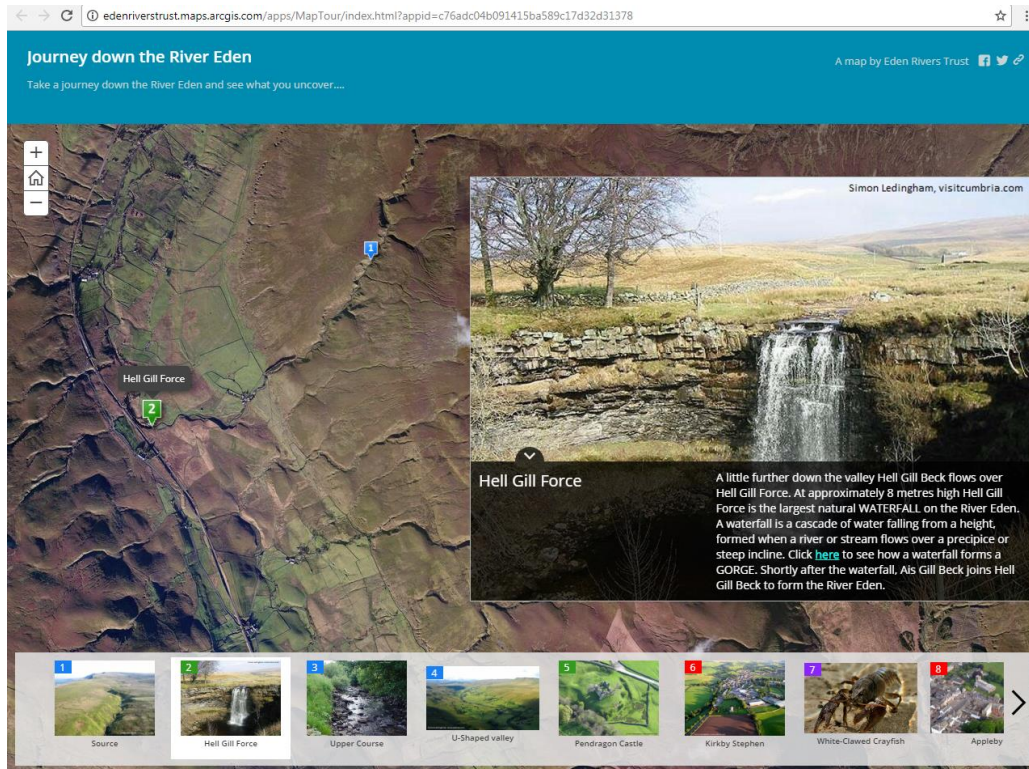 edenriverstrust.maps.arcgis.com/apps/MapTour/index.html?appid=c76adc04b091415ba589c17d32d31378
Journey down the River Eden
A map by Eden Rivers Trust
Take a journey down the River Eden and see what you uncover....
Simon Ledingham, visitcumbria.com
1
Hell Gill Force
2
Hell Gill Force
A little further down the valley Hell Gill Beck flows over
Hell Gill Force. At approximately 8 metres high Hell Gill
Force is the largest natural WATERFALL on the River Eden.
A waterfall is a cascade of water falling from a height,
formed when a river or stream flows over a precipice or
steep incline. Click here to see how a waterfall forms a
GORGE. Shortly after the waterfall, Ais Gill Beck joins Hell
Gill Beck to form the River Eden.
1
Source
2
Hell Gill Force
3
Upper Course
4
U-Shaped valley
5
Pendragon Castle
6
Kirkby Stephen
7
White-Clawed Crayfish
8
Appleby